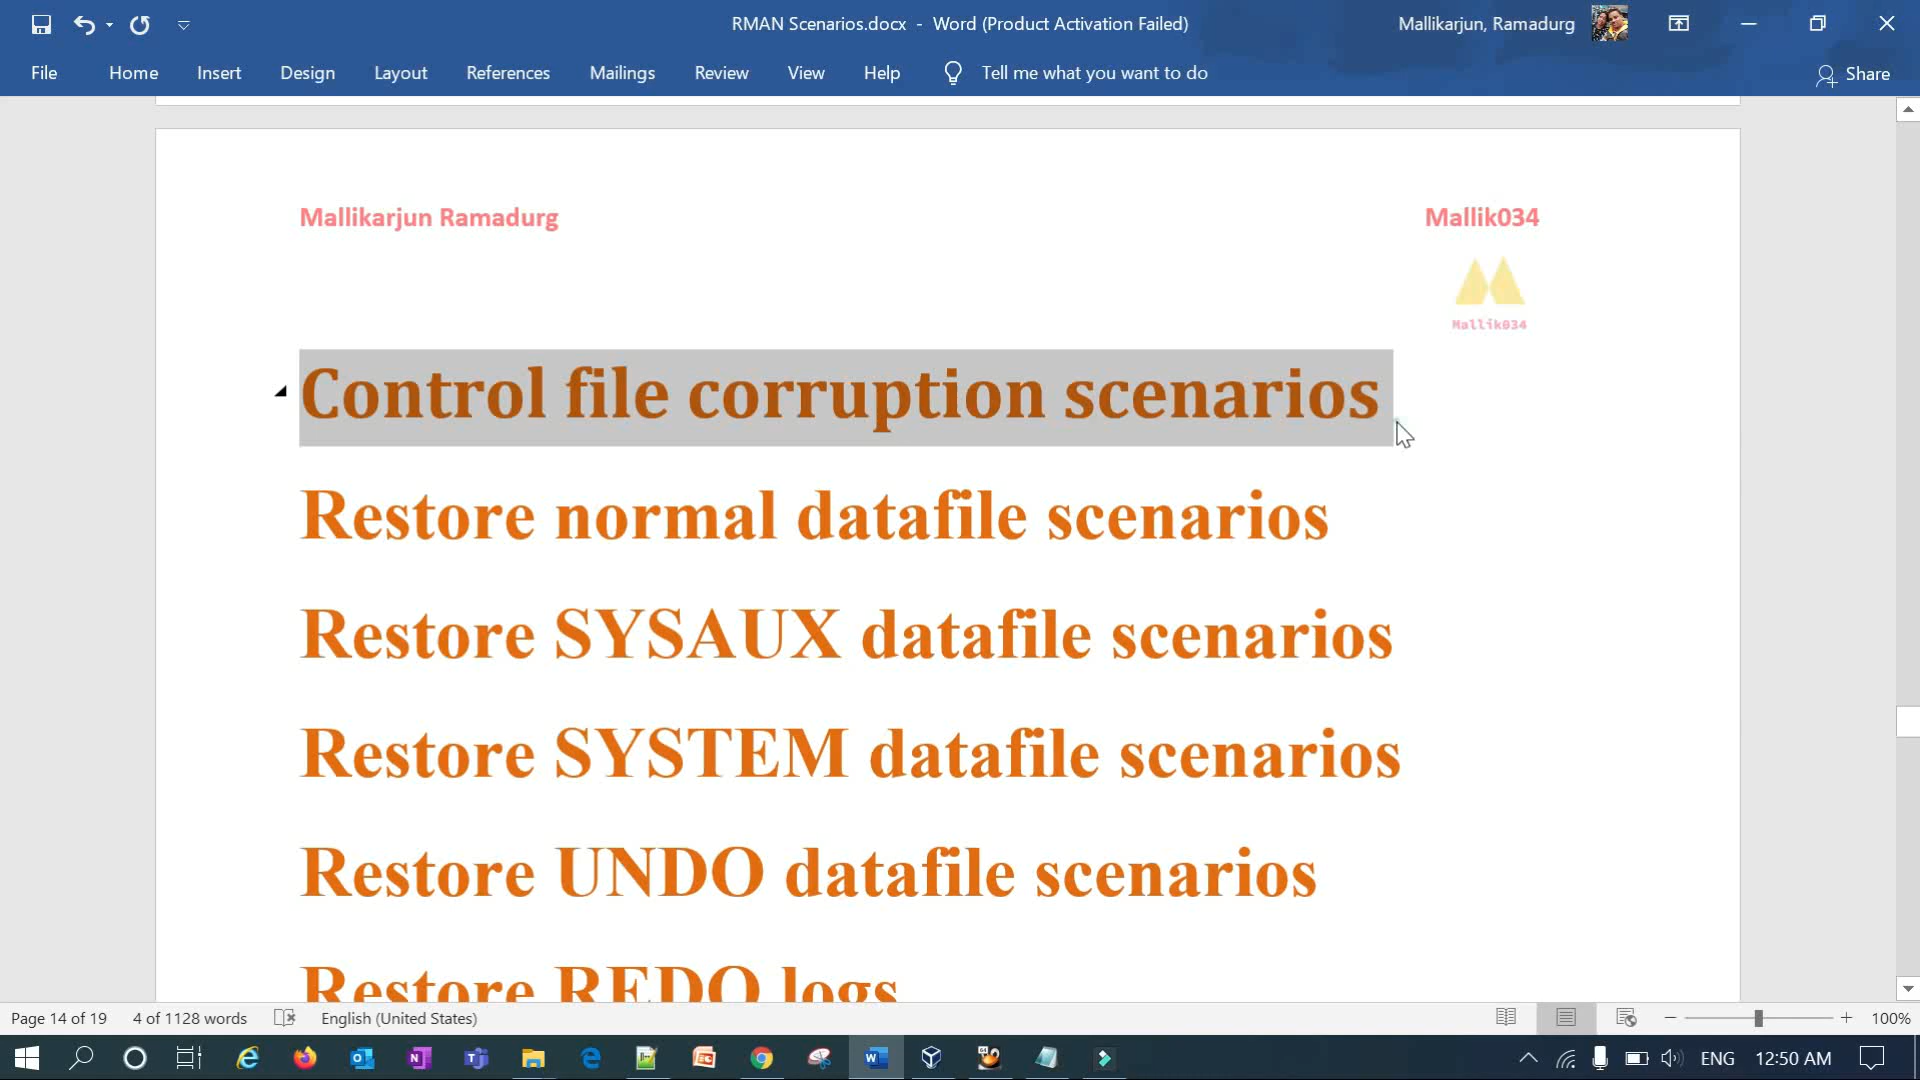 RMAN Scenarios.docx - Word (Product Activation Failed)
Mallikarjun, Ramadurg
File Home Insert Design Layout References Mailings Review View Help Tell me what you want to do Share
Mallikarjun Ramadurg
Mallik034
Mallik034
Control file corruption scenarios
Restore normal datafile scenarios
Restore SYSAUX datafile scenarios
Restore SYSTEM datafile scenarios
Restore UNDO datafile scenarios
Restore REDO logs
Page 14 of 19 4 of 1128 words English (United States) 100%
ENG 12:50 AM